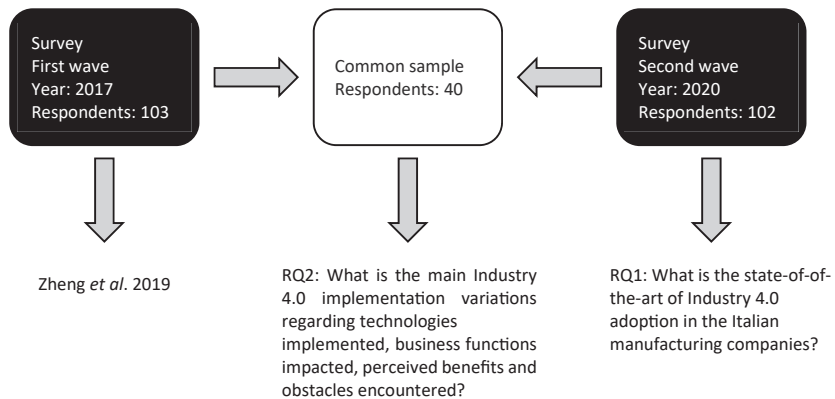 Survey
First wave
Year: 2017
Respondents: 103
Common sample
Respondents: 40
Survey
Second wave
Year: 2020
Respondents: 102
Zheng et al. 2019
RQ2: What is the main Industry
4.0 implementation variations
regarding technologies
implemented, business functions
impacted, perceived benefits and
obstacles encountered?
RQ1: What is the state-of-of-
the-art of Industry 4.0
adoption in the Italian
manufacturing companies?